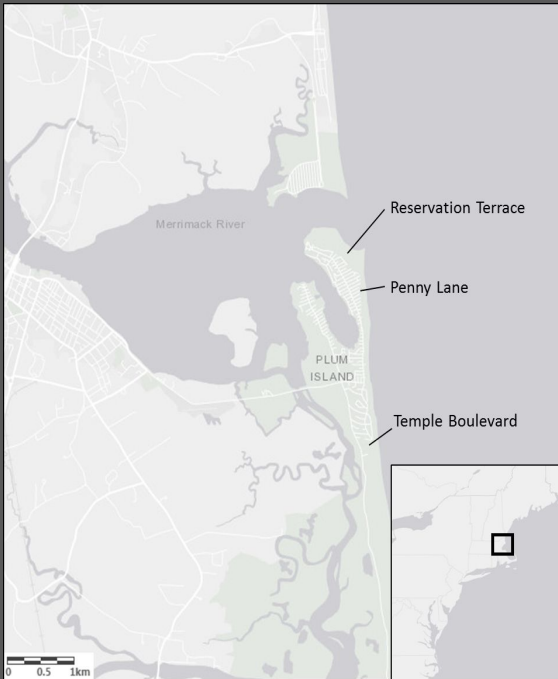 Reservation Terrace
Merrimack River
Penny Lane
PLUM
ISLAND
Temple Boulevard
0 0.5 1km